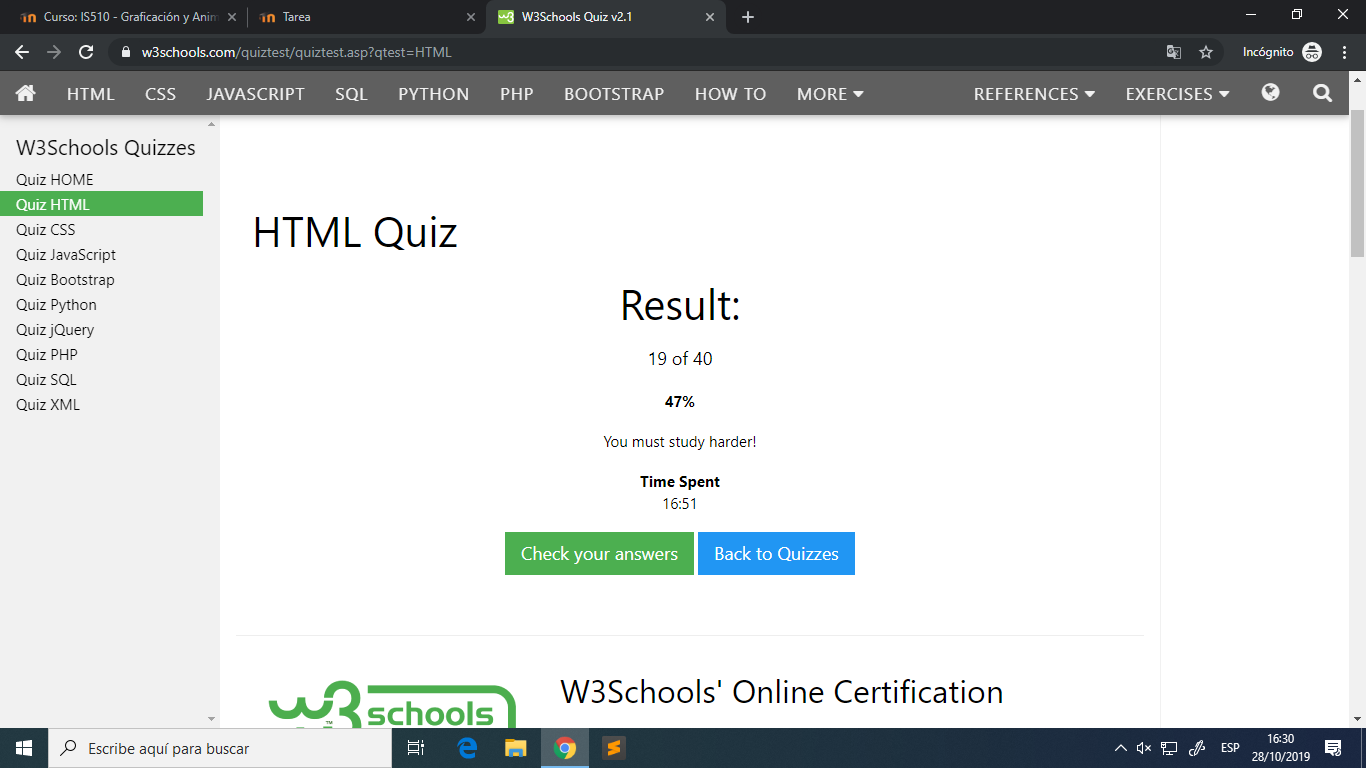 Curso: IS510 - Graficación y Anim
Tarea
W3Schools Quiz v2.1
w3schools.com/quiztest/quiztest.asp?qtest=HTML
Incógnito
HTML CSS JAVASCRIPT SQL PYTHON PHP BOOTSTRAP HOW TO MORE REFERENCES EXERCISES
W3Schools Quizzes
Quiz HOME
Quiz HTML
Quiz CSS
Quiz JavaScript
Quiz Bootstrap
Quiz Python
Quiz jQuery
Quiz PHP
Quiz SQL
Quiz XML
HTML Quiz
Result:
19 of 40
47%
You must study harder!
Time Spent
16:51
Check your answers Back to Quizzes
w3schools
TM
W3Schools' Online Certification
Escribe aquí para buscar
ESP
16:30
28/10/2019